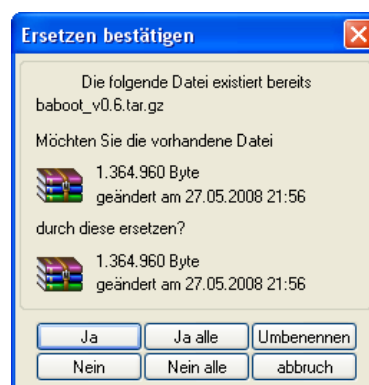 Ersetzen bestätigen
Die folgende Datei existiert bereits
baboot_v0.6.tar.gz
Möchten Sie die vorhandene Datei
1.364.960 Byte
geändert am 27.05.2008 21:56
durch diese ersetzen?
1.364.960 Byte
geändert am 27.05.2008 21:56
Ja Ja alle Umbenennen
Nein Nein alle abbruch